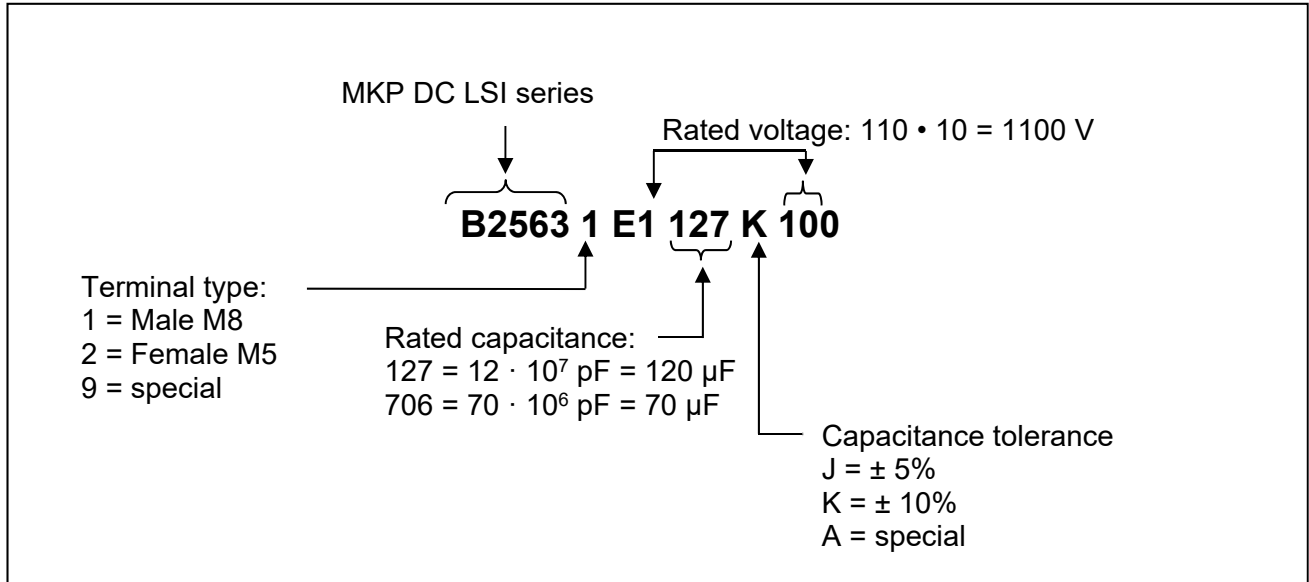 MKP DC LSI series
Rated voltage: 110 • 10 = 1100 V
B2563 1 E1 127 K 100
Terminal type:
1 = Male M8
2 = Female M5
9 = special
Rated capacitance:
127 = 12 · 10⁷ pF = 120 µF
706 = 70 · 10⁶ pF = 70 µF
Capacitance tolerance
J = ± 5%
K = ± 10%
A = special